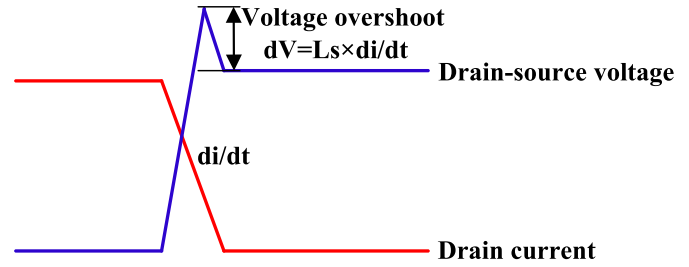 Voltage overshoot
dV=Ls×di/dt
Drain-source voltage
di/dt
Drain current